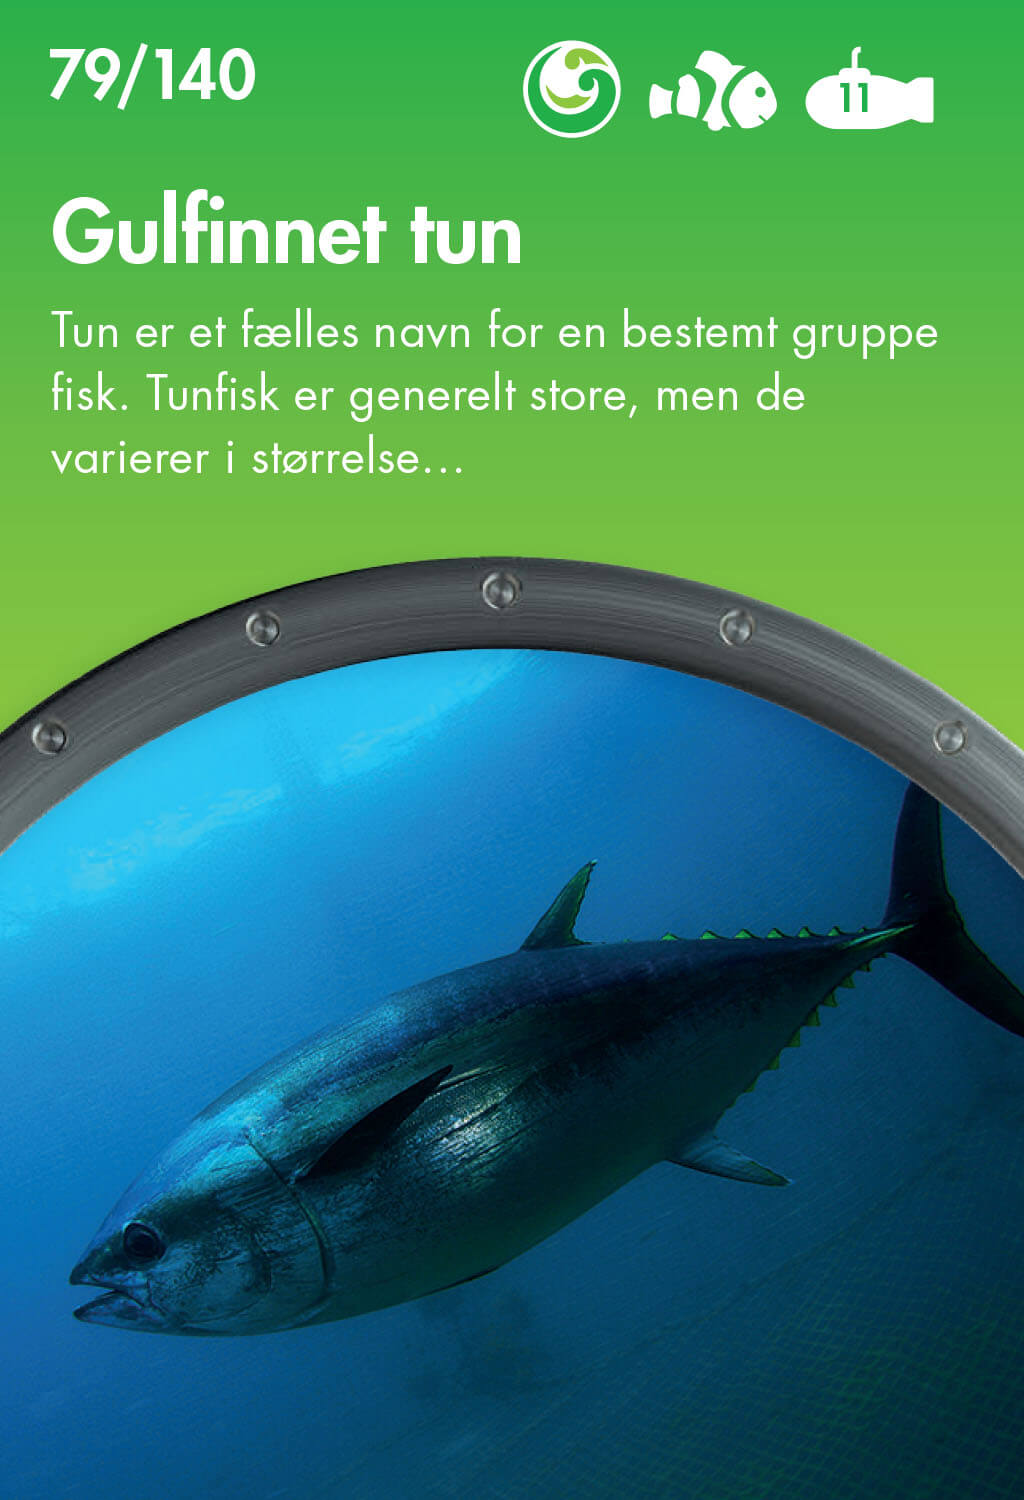 79/140
11
Gulfinnet tun
Tun er et fælles navn for en bestemt gruppe
fisk. Tunfisk er generelt store, men de
varierer i størrelse...